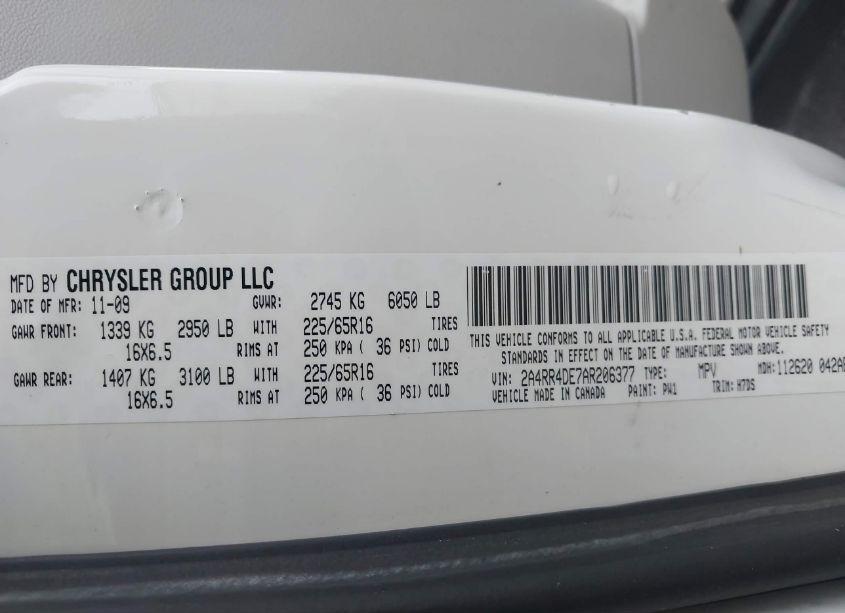 MFD BY CHRYSLER GROUP LLC
DATE OF MFR: 11-09 GVWR: 2745 KG 6050 LB
GAWR FRONT: 1339 KG 2950 LB WITH 225/65R16 TIRES
16X6.5 RIMS AT 250 KPA ( 36 PSI) COLD
GAWR REAR: 1407 KG 3100 LB WITH 225/65R16 TIRES
16X6.5 RIMS AT 250 KPA ( 36 PSI) COLD
THIS VEHICLE CONFORMS TO ALL APPLICABLE U.S.A. FEDERAL MOTOR VEHICLE SAFETY
STANDARDS IN EFFECT ON THE DATE OF MANUFACTURE SHOWN ABOVE.
VIN: 2A4RR4DE7AR206377 TYPE: MPV MDH: 112620 042AR
VEHICLE MADE IN CANADA PAINT: PW1 TRIM: H7DS